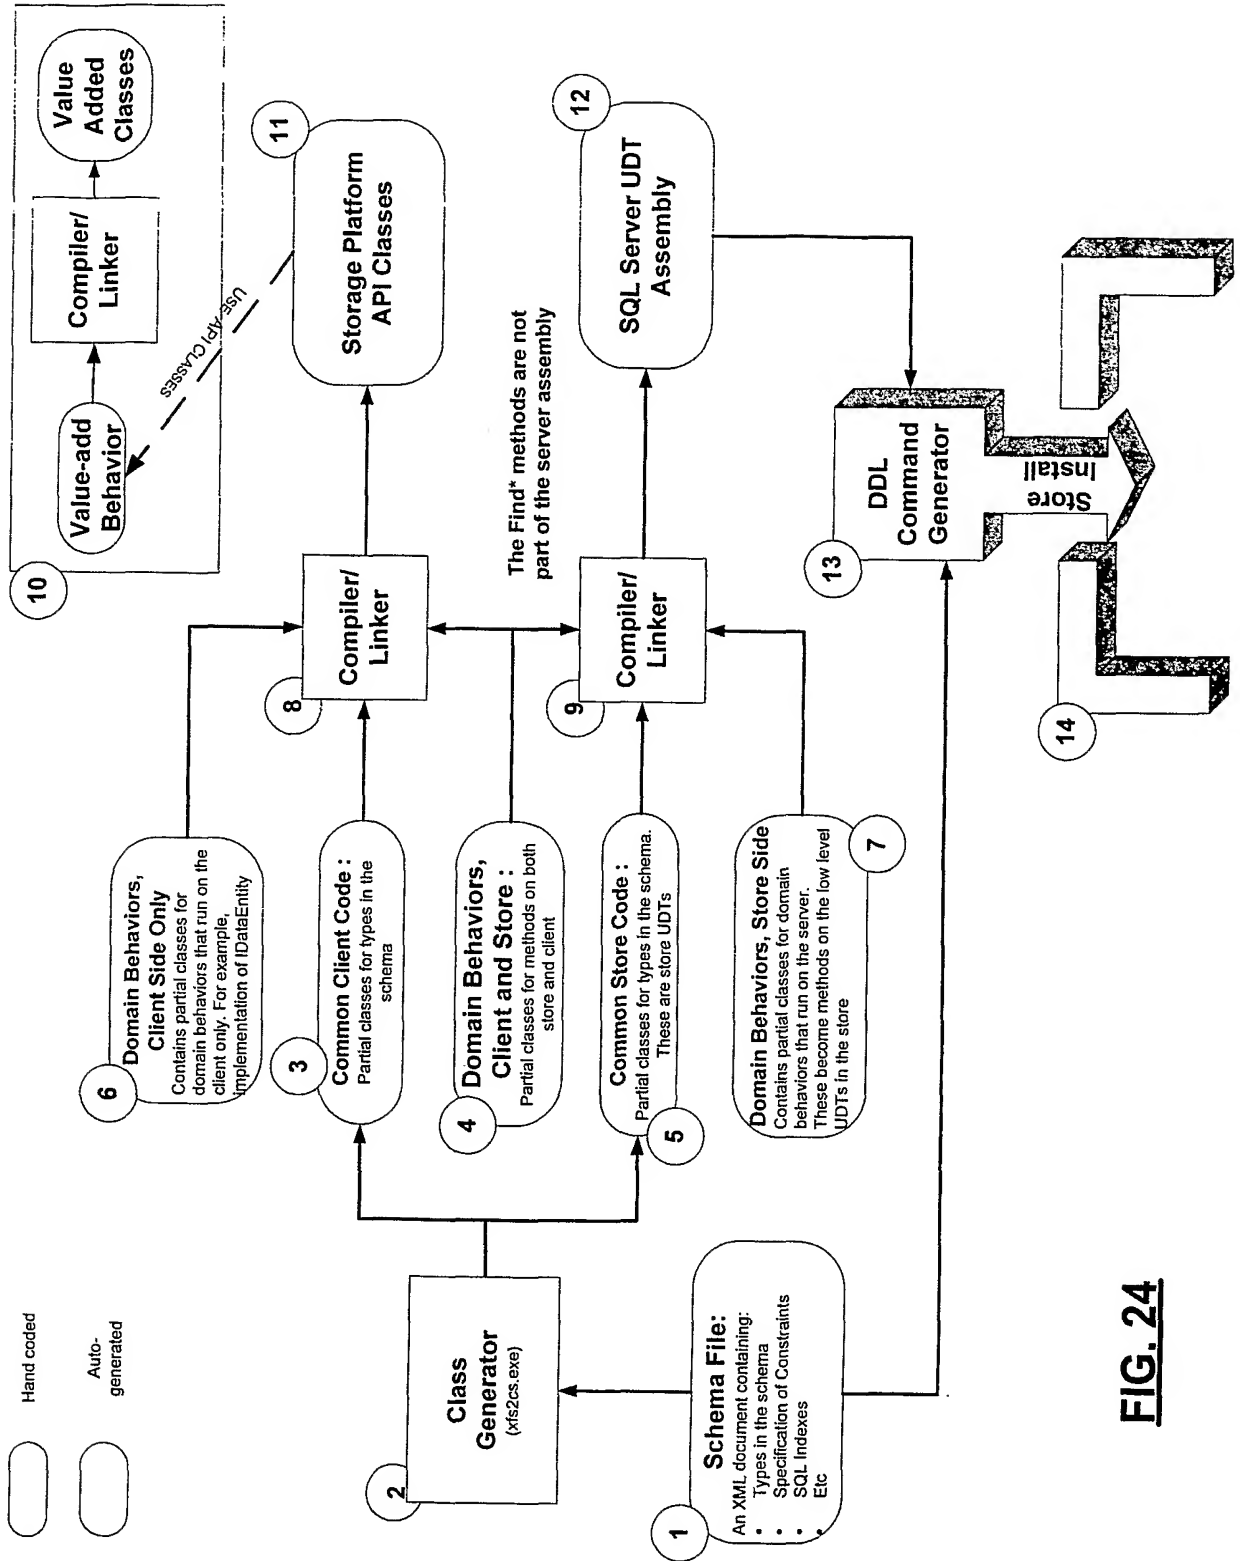 Hand coded
Auto-
generated
1
Schema File:
An XML document containing:
• Types in the schema
• Specification of Constraints
• SQL Indexes
• Etc
2
Class
Generator
(xfs2cs.exe)
6
Domain Behaviors,
Client Side Only
Contains partial classes for
domain behaviors that run on the
client only. For example,
implementation of IDataEntity
3
Common Client Code :
Partial classes for types in the
schema
4
Domain Behaviors,
Client and Store :
Partial classes for methods on both
store and client
5
Common Store Code :
Partial classes for types in the schema.
These are store UDTs
7
Domain Behaviors, Store Side
Contains partial classes for domain
behaviors that run on the server.
These become methods on the low level
UDTs in the store
8
Compiler/
Linker
9
Compiler/
Linker
The Find* methods are not
part of the server assembly
10
Value-add
Behavior
Compiler/
Linker
Value
Added
Classes
USE API CLASSES
11
Storage Platform
API Classes
12
SQL Server UDT
Assembly
13
DDL
Command
Generator
Store
Install
14
FIG. 24